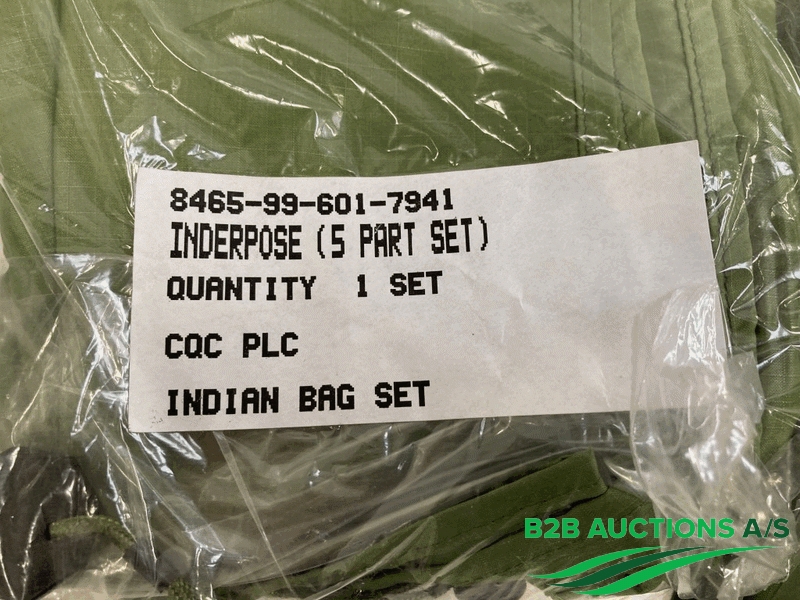 8465-99-601-7941
INDERPOSE (5 PART SET)
QUANTITY 1 SET
CQC PLC
INDIAN BAG SET
B2B AUCTIONS A/S